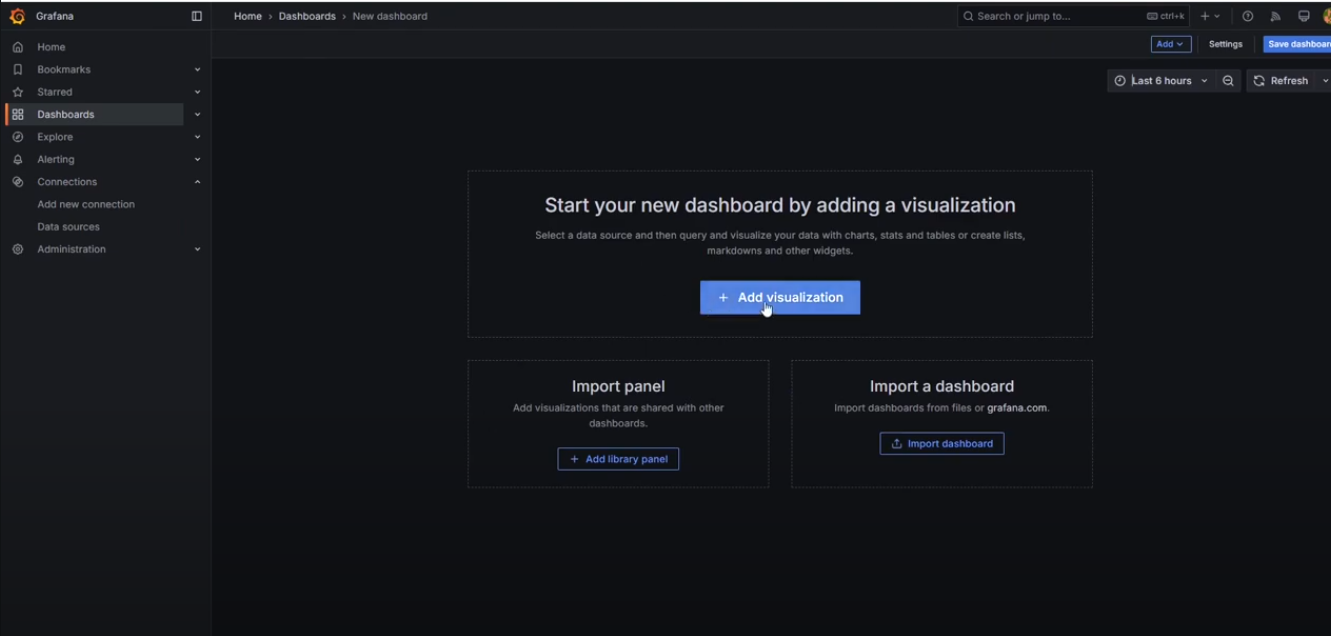 Grafana
Home › Dashboards › New dashboard
Search or jump to...
ctrl+k
Add
Settings
Save dashboar
Home
Bookmarks
Starred
Dashboards
Explore
Alerting
Connections
Add new connection
Data sources
Administration
Last 6 hours
Refresh
Start your new dashboard by adding a visualization
Select a data source and then query and visualize your data with charts, stats and tables or create lists,
markdowns and other widgets.
+ Add visualization
Import panel
Add visualizations that are shared with other
dashboards.
+ Add library panel
Import a dashboard
Import dashboards from files or grafana.com.
Import dashboard